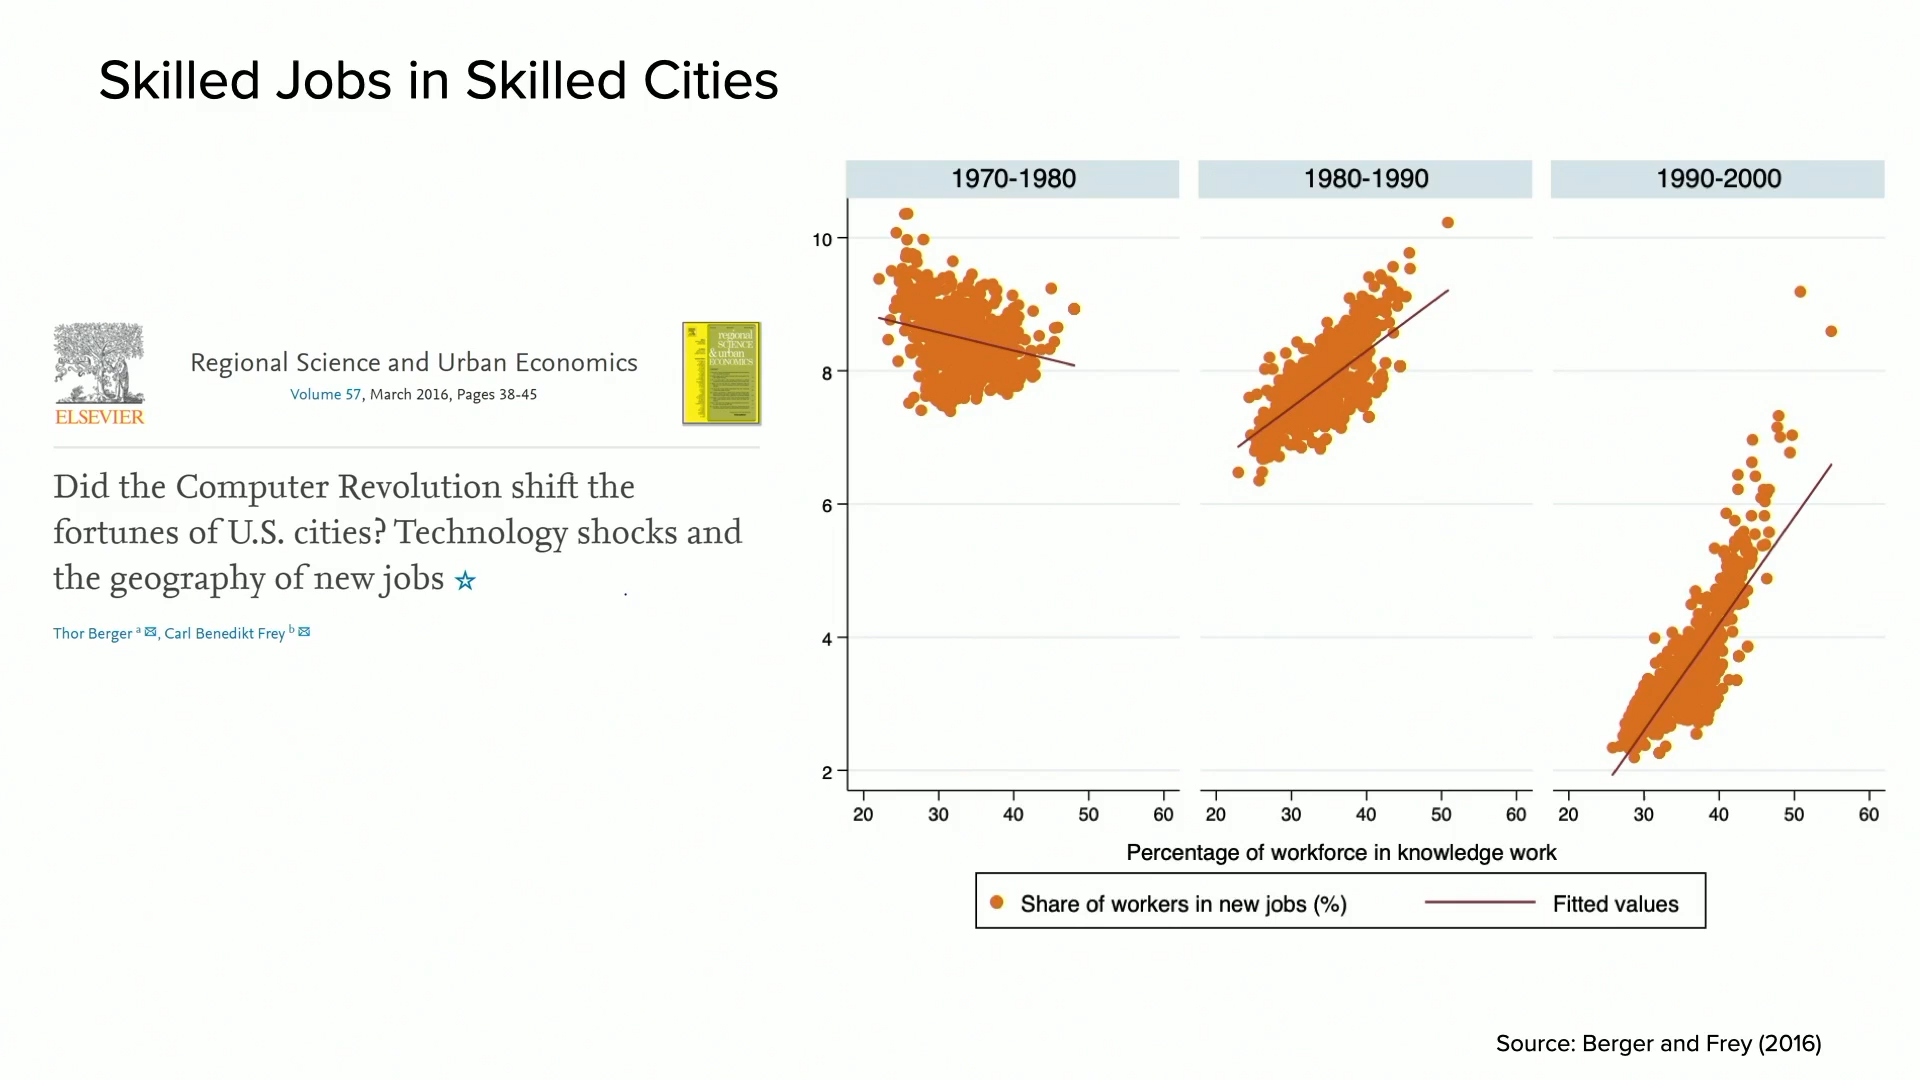 Skilled Jobs in Skilled Cities
ELSEVIER
Regional Science and Urban Economics
Volume 57, March 2016, Pages 38-45
regional
SCIENCE
& urban
ECONOMICS
Did the Computer Revolution shift the
fortunes of U.S. cities? Technology shocks and
the geography of new jobs ☆
Thor Berger a ✉, Carl Benedikt Frey b ✉
1970-1980 1980-1990 1990-2000
10
8
6
4
2
20 30 40 50 60 20 30 40 50 60 20 30 40 50 60
Percentage of workforce in knowledge work
Share of workers in new jobs (%) Fitted values
Source: Berger and Frey (2016)